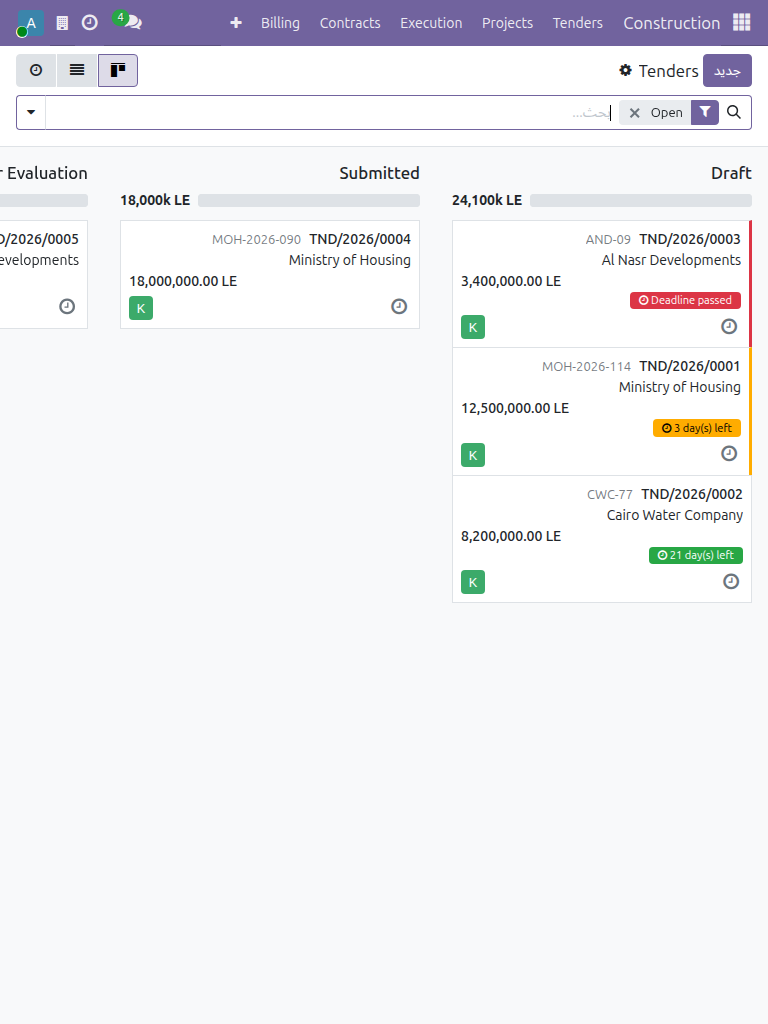 Construction Tenders Projects Execution Contracts Billing + 4 A
جديد Tenders
Open
Draft
24,100k LE
TND/2026/0003 AND-09
Al Nasr Developments
3,400,000.00 LE
Deadline passed
K
TND/2026/0001 MOH-2026-114
Ministry of Housing
12,500,000.00 LE
3 day(s) left
K
TND/2026/0002 CWC-77
Cairo Water Company
8,200,000.00 LE
21 day(s) left
K
Submitted
18,000k LE
TND/2026/0004 MOH-2026-090
Ministry of Housing
18,000,000.00 LE
K
Evaluation
/2026/0005